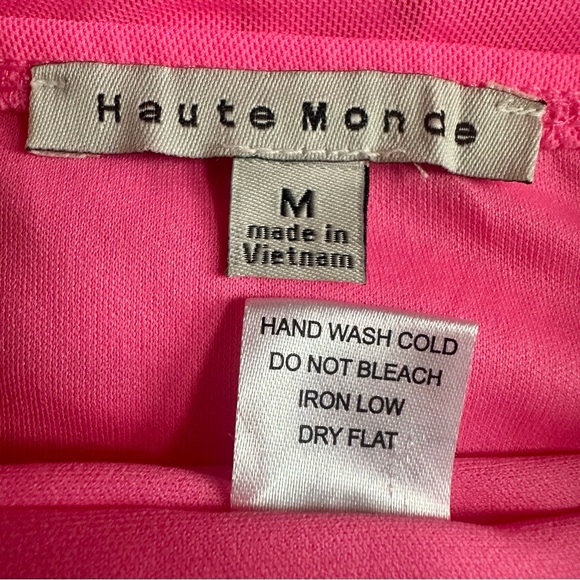 Haute Monde
M
made in
Vietnam
HAND WASH COLD
DO NOT BLEACH
IRON LOW
DRY FLAT